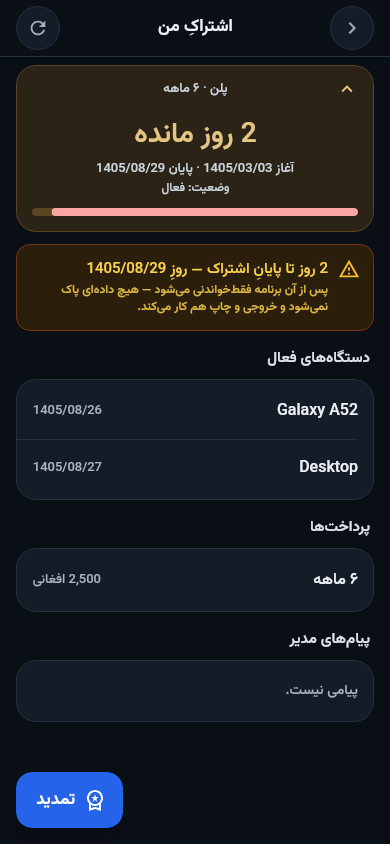 اشتراکِ من
پلن · ۶ ماهه
2 روز مانده
آغاز 1405/03/03 · پایان 1405/08/29
وضعیت: فعال
2 روز تا پایانِ اشتراک — روزِ 1405/08/29
پس از آن برنامه فقط‌خواندنی می‌شود — هیچ داده‌ای پاک
نمی‌شود و خروجی و چاپ هم کار می‌کند.
دستگاه‌های فعال
Galaxy A52
1405/08/26
Desktop
1405/08/27
پرداخت‌ها
۶ ماهه
2,500 افغانی
پیام‌های مدیر
پیامی نیست.
تمدید